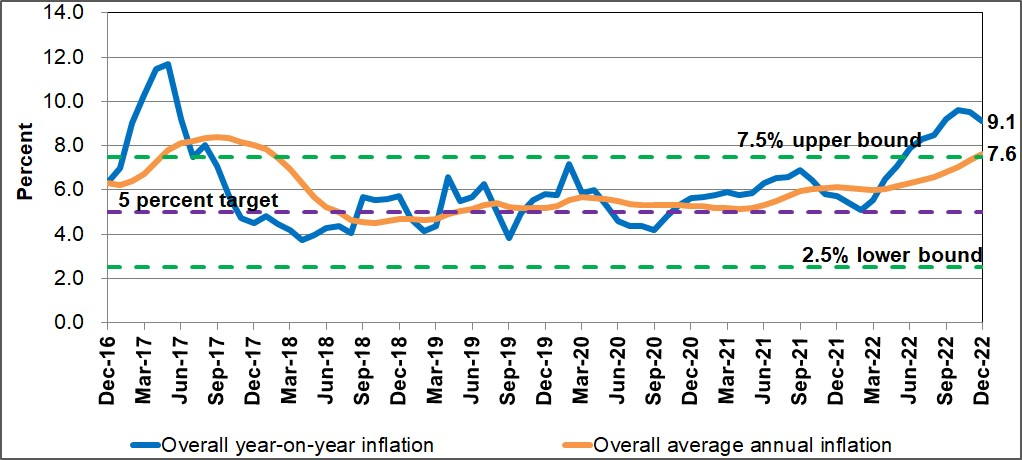 14.0
12.0
10.0
8.0
6.0
4.0
2.0
0.0
Percent
7.5% upper bound
9.1
7.6
5 percent target
2.5% lower bound
Dec-16
Mar-17
Jun-17
Sep-17
Dec-17
Mar-18
Jun-18
Sep-18
Dec-18
Mar-19
Jun-19
Sep-19
Dec-19
Mar-20
Jun-20
Sep-20
Dec-20
Mar-21
Jun-21
Sep-21
Dec-21
Mar-22
Jun-22
Sep-22
Dec-22
Overall year-on-year inflation
Overall average annual inflation